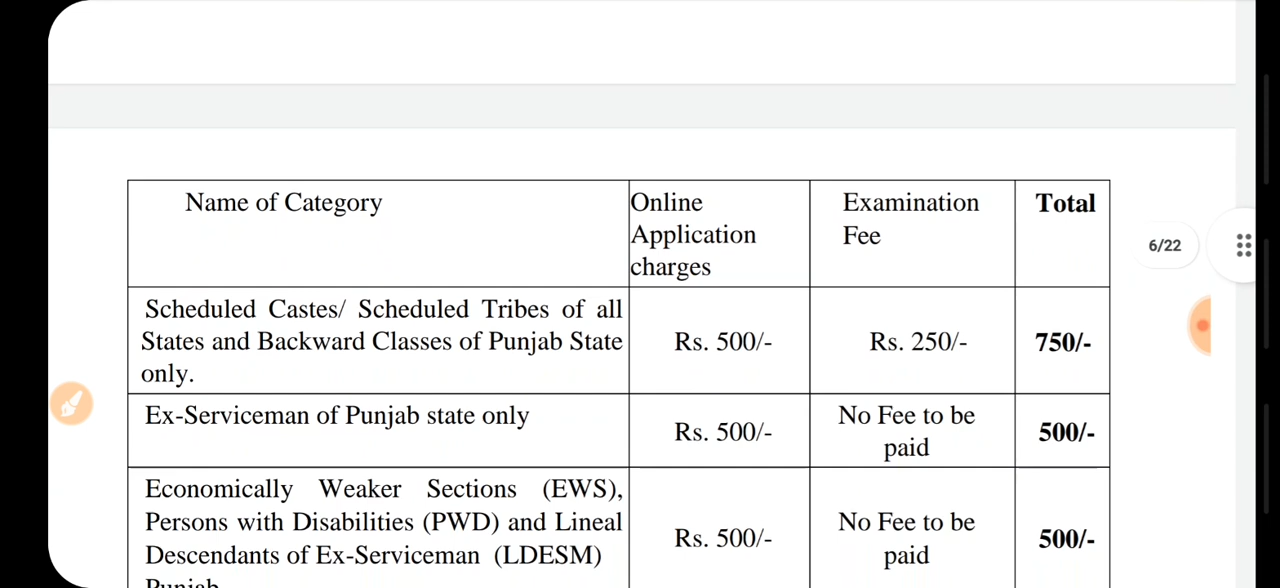 Name of Category
Online
Application
charges
Examination
Fee
Total
6/22
Scheduled Castes/ Scheduled Tribes of all
States and Backward Classes of Punjab State
only.
Rs. 500/-
Rs. 250/-
750/-
Ex-Serviceman of Punjab state only
Rs. 500/-
No Fee to be
paid
500/-
Economically Weaker Sections (EWS),
Persons with Disabilities (PWD) and Lineal
Descendants of Ex-Serviceman (LDESM)
Punjab
Rs. 500/-
No Fee to be
paid
500/-